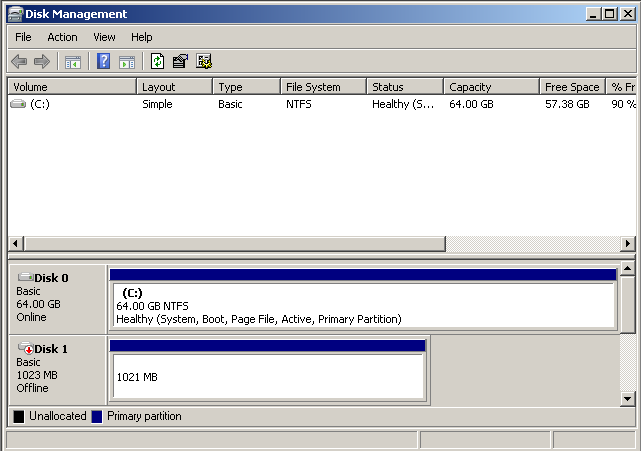 Disk Management
File Action View Help
Volume Layout Type File System Status Capacity Free Space % Fr
(C:) Simple Basic NTFS Healthy (S... 64.00 GB 57.38 GB 90 %
Disk 0
Basic
64.00 GB
Online
(C:)
64.00 GB NTFS
Healthy (System, Boot, Page File, Active, Primary Partition)
Disk 1
Basic
1023 MB
Offline
1021 MB
Unallocated Primary partition